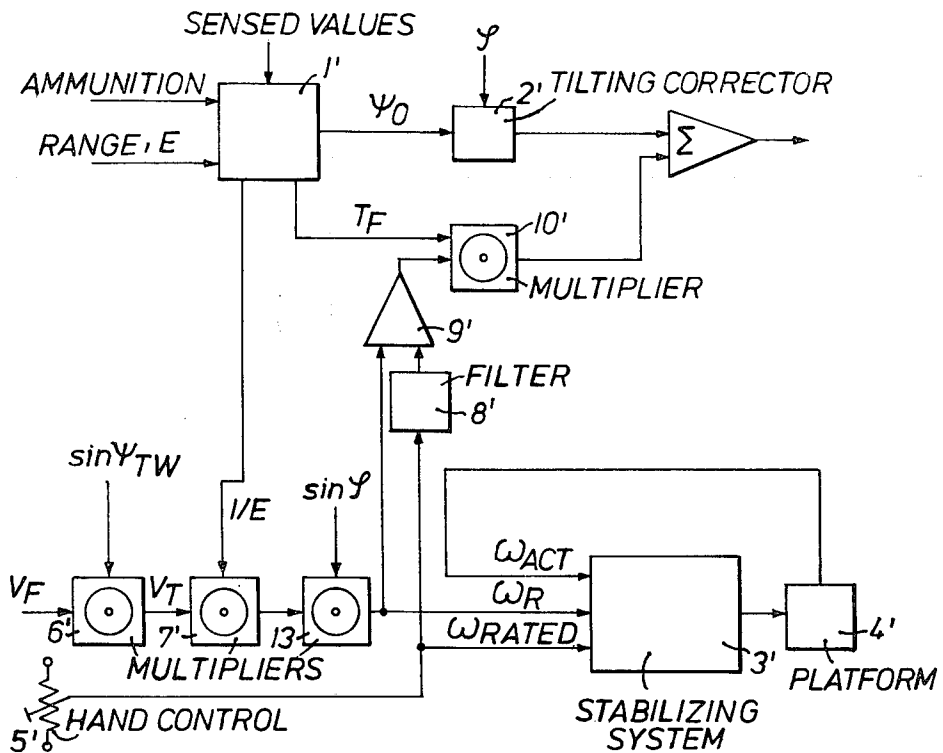 SENSED VALUES
1'
AMMUNITION
RANGE, E
Ψ0
φ
2'
TILTING CORRECTOR
Σ
TF
10'
MULTIPLIER
9'
FILTER
8'
sinΨTW
1/E
sinφ
ωACT
VF
6'
VT
7'
13
ωR
MULTIPLIERS
ωRATED
3'
4'
PLATFORM
5'
HAND CONTROL
STABILIZING
SYSTEM